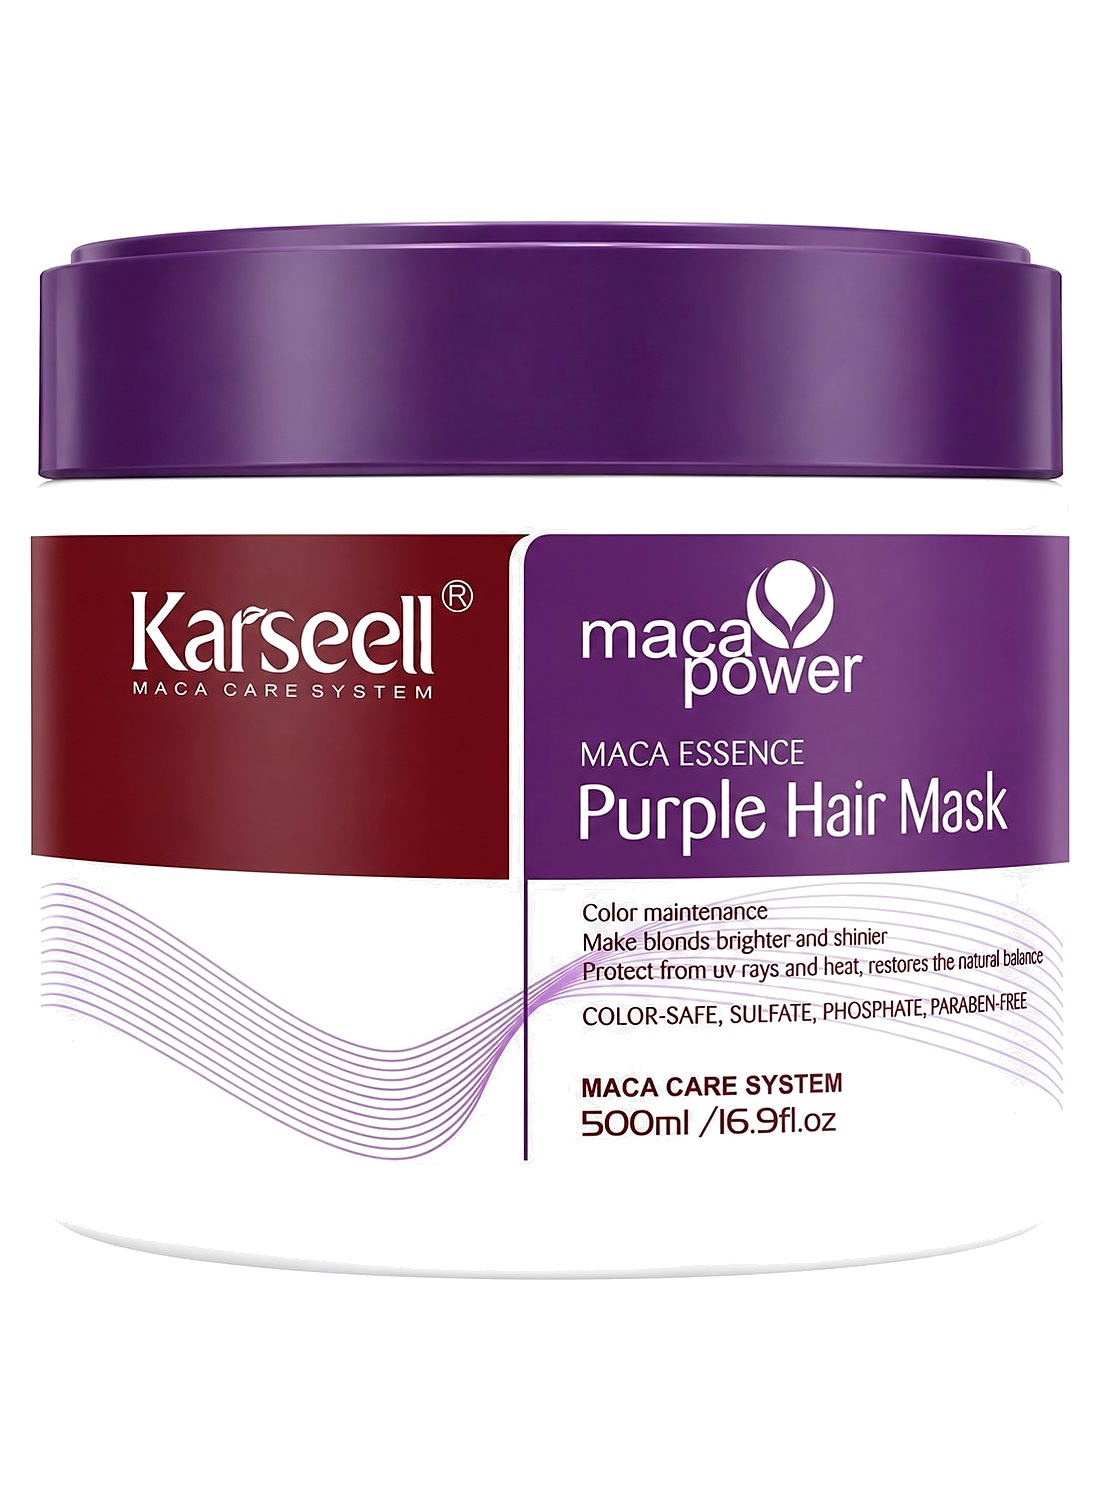 Karseell®
MACA CARE SYSTEM
maca
power
MACA ESSENCE
Purple Hair Mask
Color maintenance
Make blonds brighter and shinier
Protect from uv rays and heat, restores the natural balance
COLOR-SAFE, SULFATE, PHOSPHATE, PARABEN-FREE
MACA CARE SYSTEM
500ml /16.9fl.oz